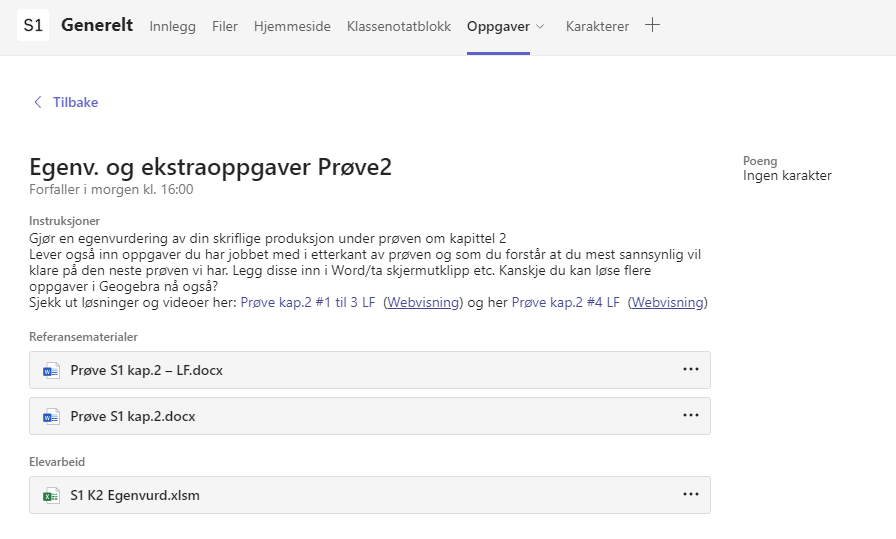 S1 Generelt Innlegg Filer Hjemmeside Klassenotatblokk Oppgaver Karakterer
Tilbake
Egenv. og ekstraoppgaver Prøve2
Forfaller i morgen kl. 16:00
Poeng
Ingen karakter
Instruksjoner
Gjør en egenvurdering av din skriflige produksjon under prøven om kapittel 2
Lever også inn oppgaver du har jobbet med i etterkant av prøven og som du forstår at du mest sannsynlig vil
klare på den neste prøven vi har. Legg disse inn i Word/ta skjermutklipp etc. Kanskje du kan løse flere
oppgaver i Geogebra nå også?
Sjekk ut løsninger og videoer her: Prøve kap.2 #1 til 3 LF (Webvisning) og her Prøve kap.2 #4 LF (Webvisning)
Referansematerialer
Prøve S1 kap.2 – LF.docx
Prøve S1 kap.2.docx
Elevarbeid
S1 K2 Egenvurd.xlsm